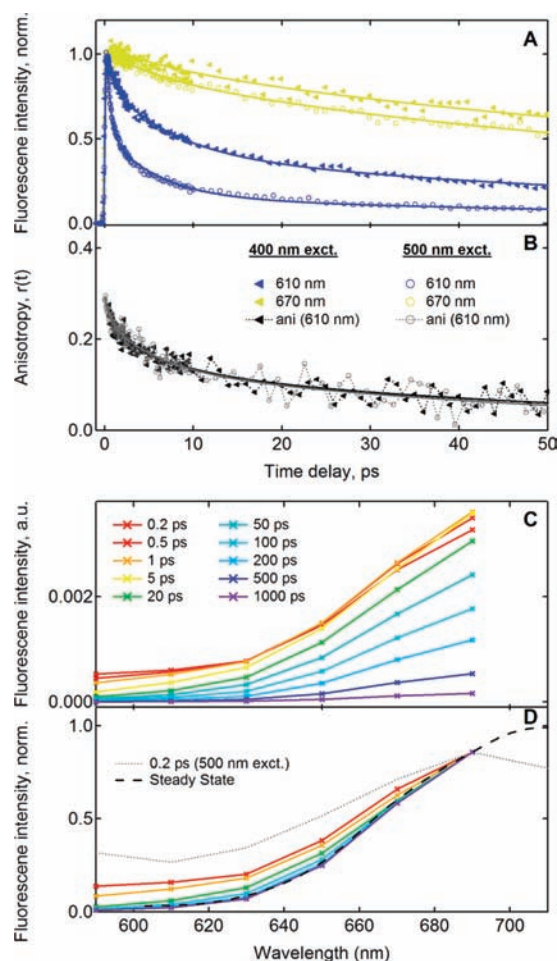 A
Fluorescene intensity, norm.
1.0
0.5
0.0
B
Anisotropy, r(t)
0.4
0.2
0.0
400 nm exct. 500 nm exct.
610 nm 610 nm
670 nm 670 nm
ani (610 nm) ani (610 nm)
0 10 20 30 40 50
Time delay, ps
C
Fluorescene intensity, a.u.
0.002
0.000
0.2 ps 50 ps
0.5 ps 100 ps
1 ps 200 ps
5 ps 500 ps
20 ps 1000 ps
D
Fluorescene intensity, norm.
1.0
0.5
0.0
0.2 ps (500 nm exct.)
Steady State
600 620 640 660 680 700
Wavelength (nm)